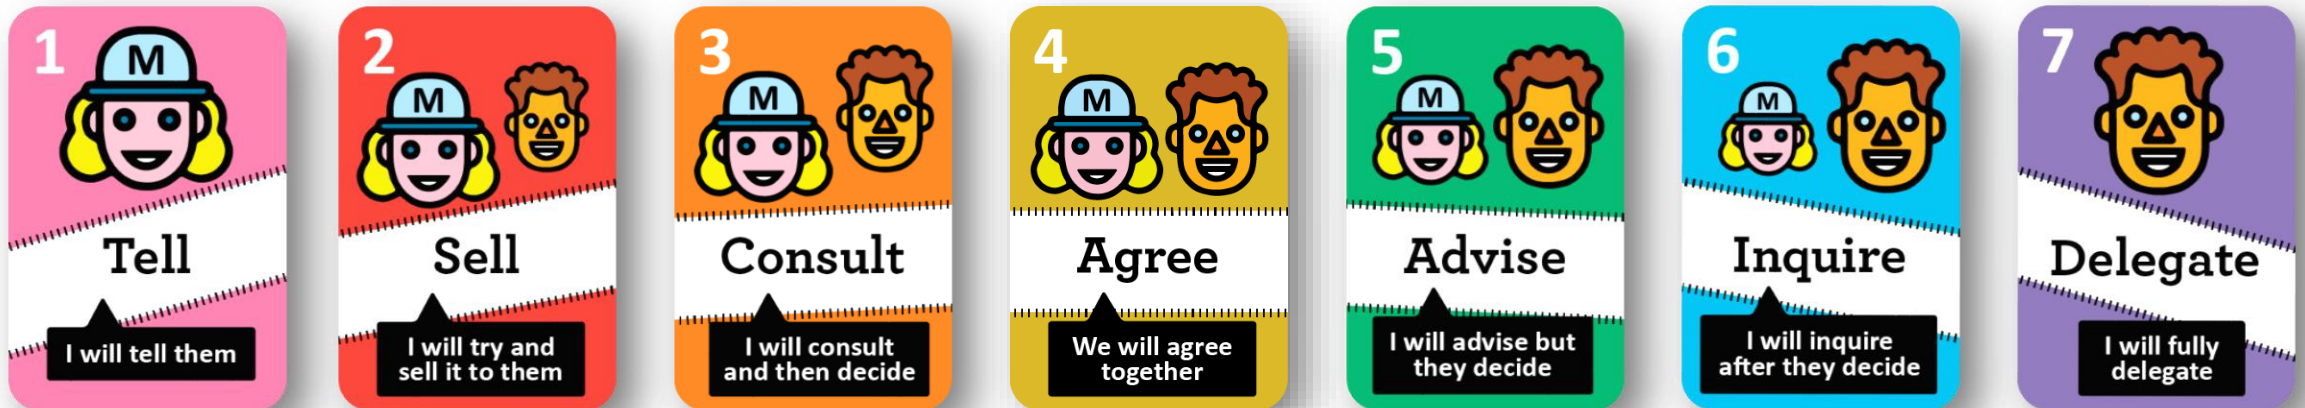 1
M
Tell
I will tell them
2
M
Sell
I will try and
sell it to them
3
M
Consult
I will consult
and then decide
4
M
Agree
We will agree
together
5
M
Advise
I will advise but
they decide
6
M
Inquire
I will inquire
after they decide
7
Delegate
I will fully
delegate